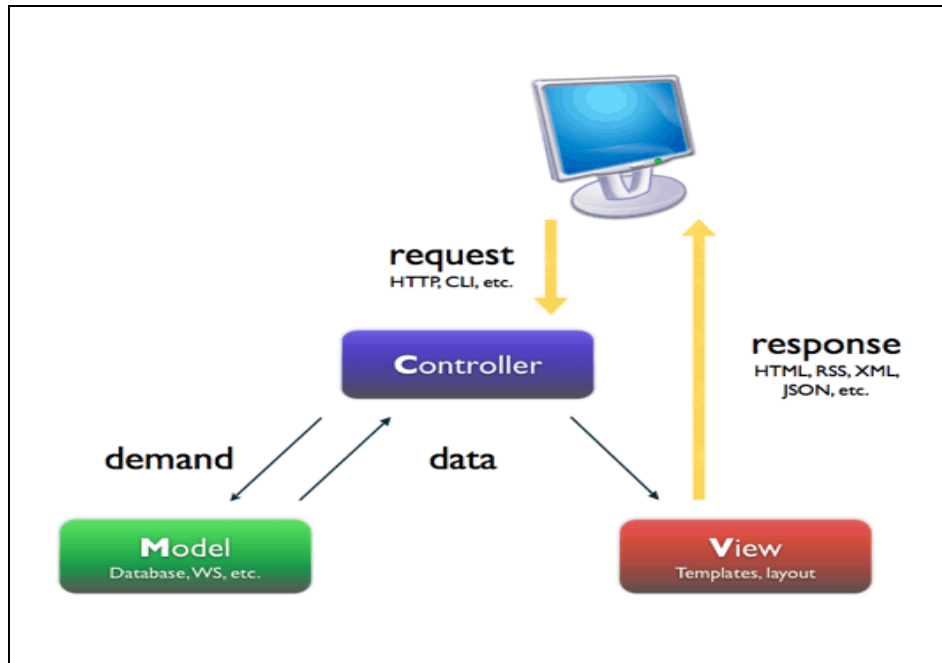 request
HTTP, CLI, etc.
Controller
response
HTML, RSS, XML,
JSON, etc.
demand
data
Model
Database, WS, etc.
View
Templates, layout